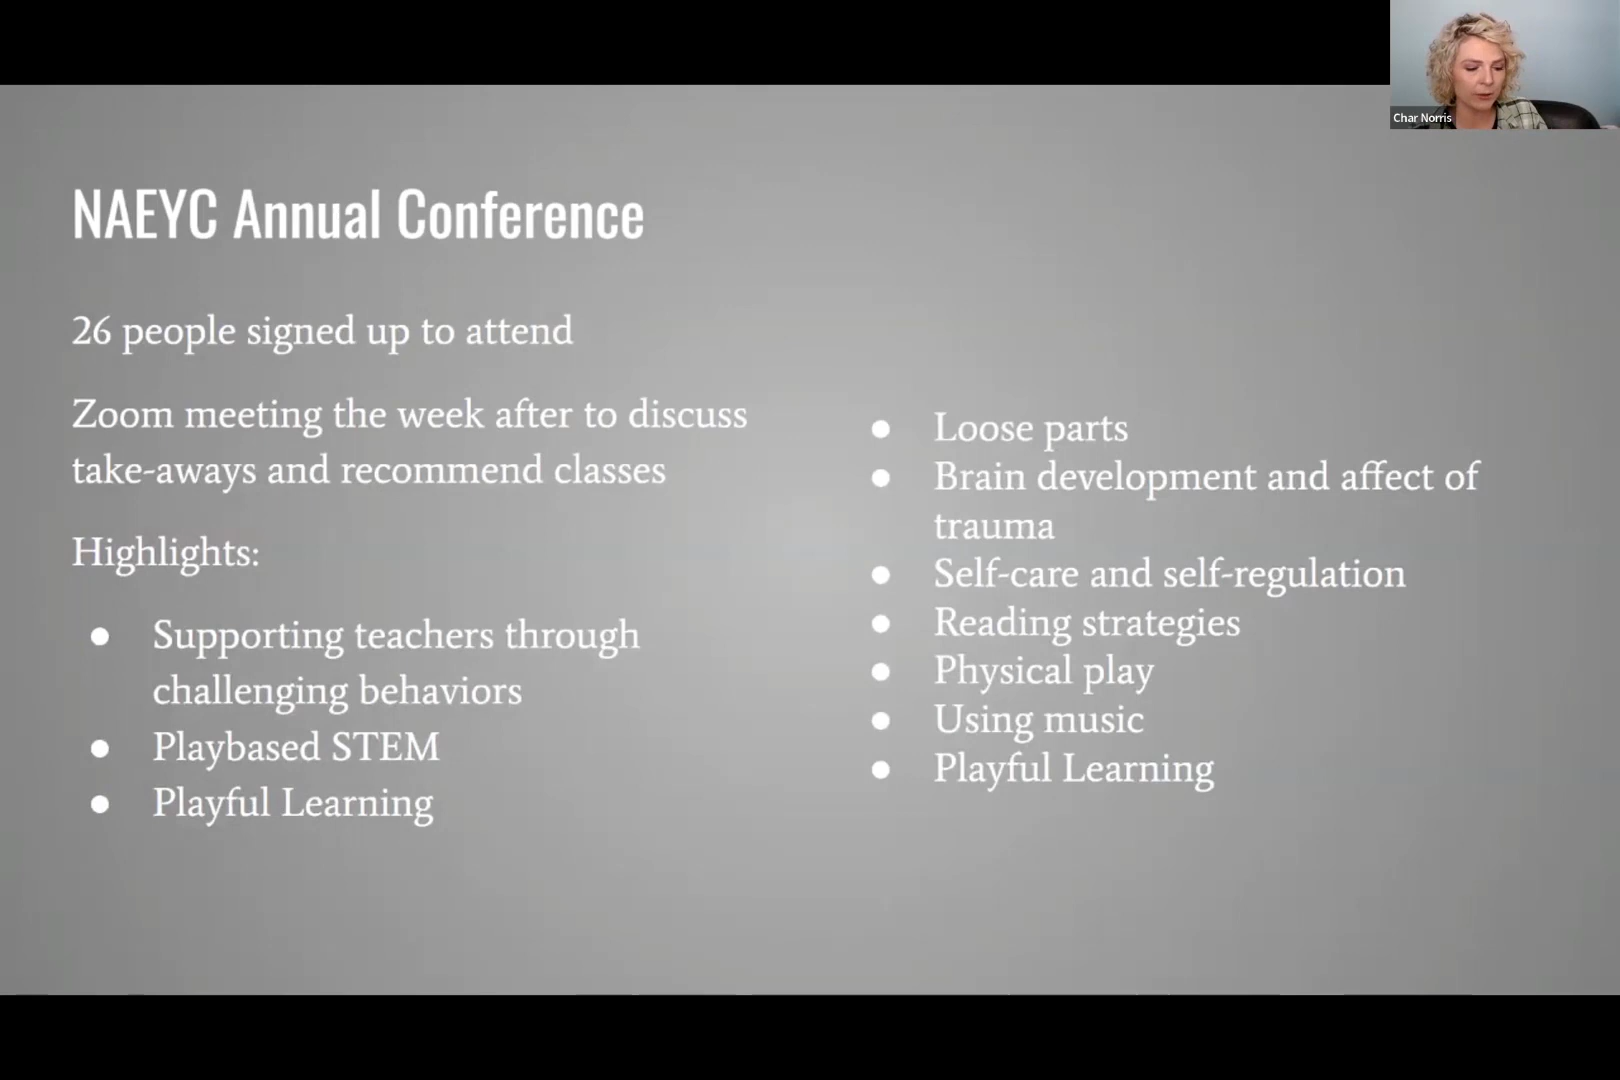 NAEYC Annual Conference
26 people signed up to attend
Zoom meeting the week after to discuss
take-aways and recommend classes
Highlights:
● Supporting teachers through
challenging behaviors
● Playbased STEM
● Playful Learning
● Loose parts
● Brain development and affect of
trauma
● Self-care and self-regulation
● Reading strategies
● Physical play
● Using music
● Playful Learning
Char Norris